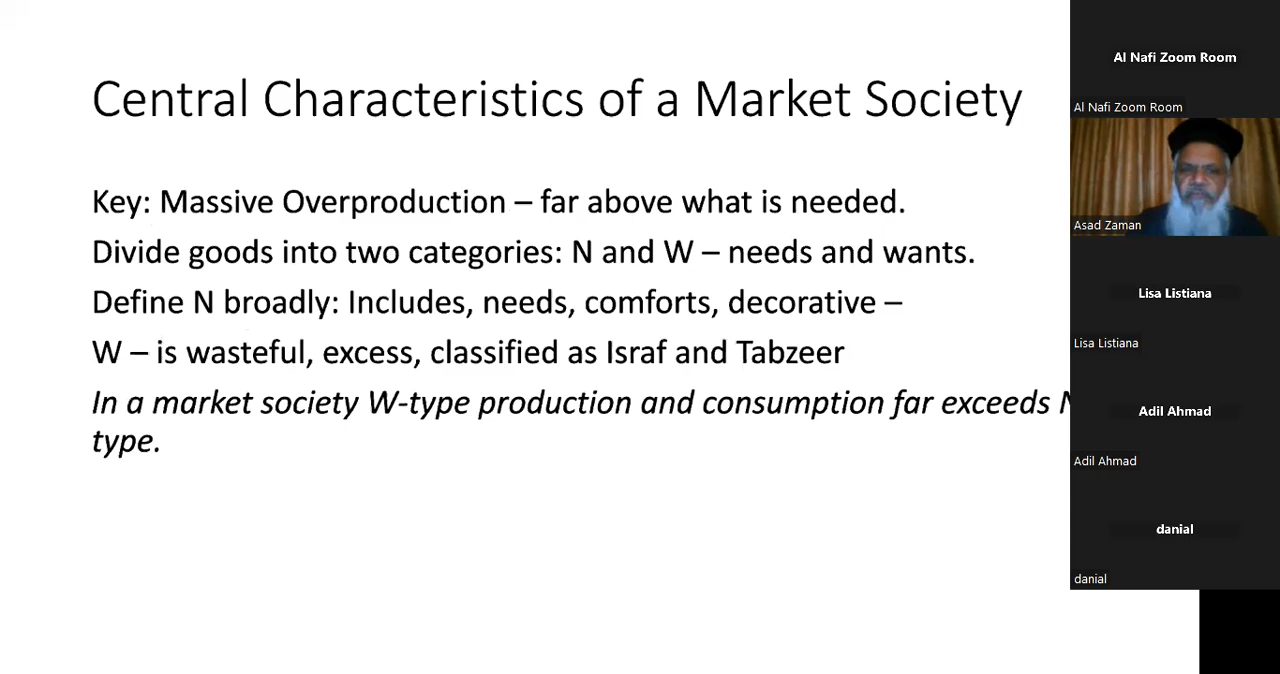 Central Characteristics of a Market Society
Key: Massive Overproduction – far above what is needed.
Divide goods into two categories: N and W – needs and wants.
Define N broadly: Includes, needs, comforts, decorative –
W – is wasteful, excess, classified as Israf and Tabzeer
In a market society W-type production and consumption far exceeds
type.
Al Nafi Zoom Room
Al Nafi Zoom Room
Asad Zaman
Lisa Listiana
Lisa Listiana
Adil Ahmad
Adil Ahmad
danial
danial